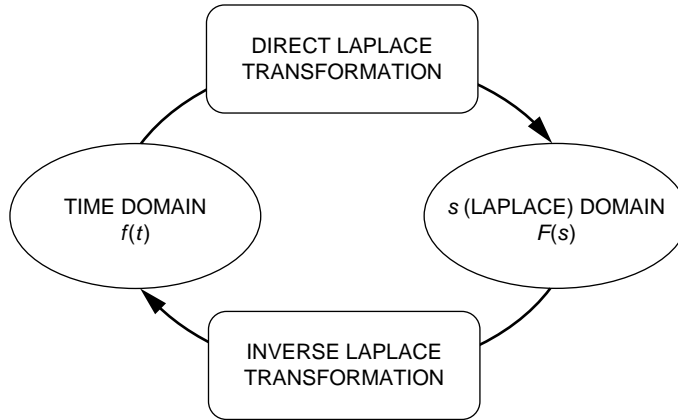 DIRECT LAPLACE
TRANSFORMATION
TIME DOMAIN
f(t)
s (LAPLACE) DOMAIN
F(s)
INVERSE LAPLACE
TRANSFORMATION